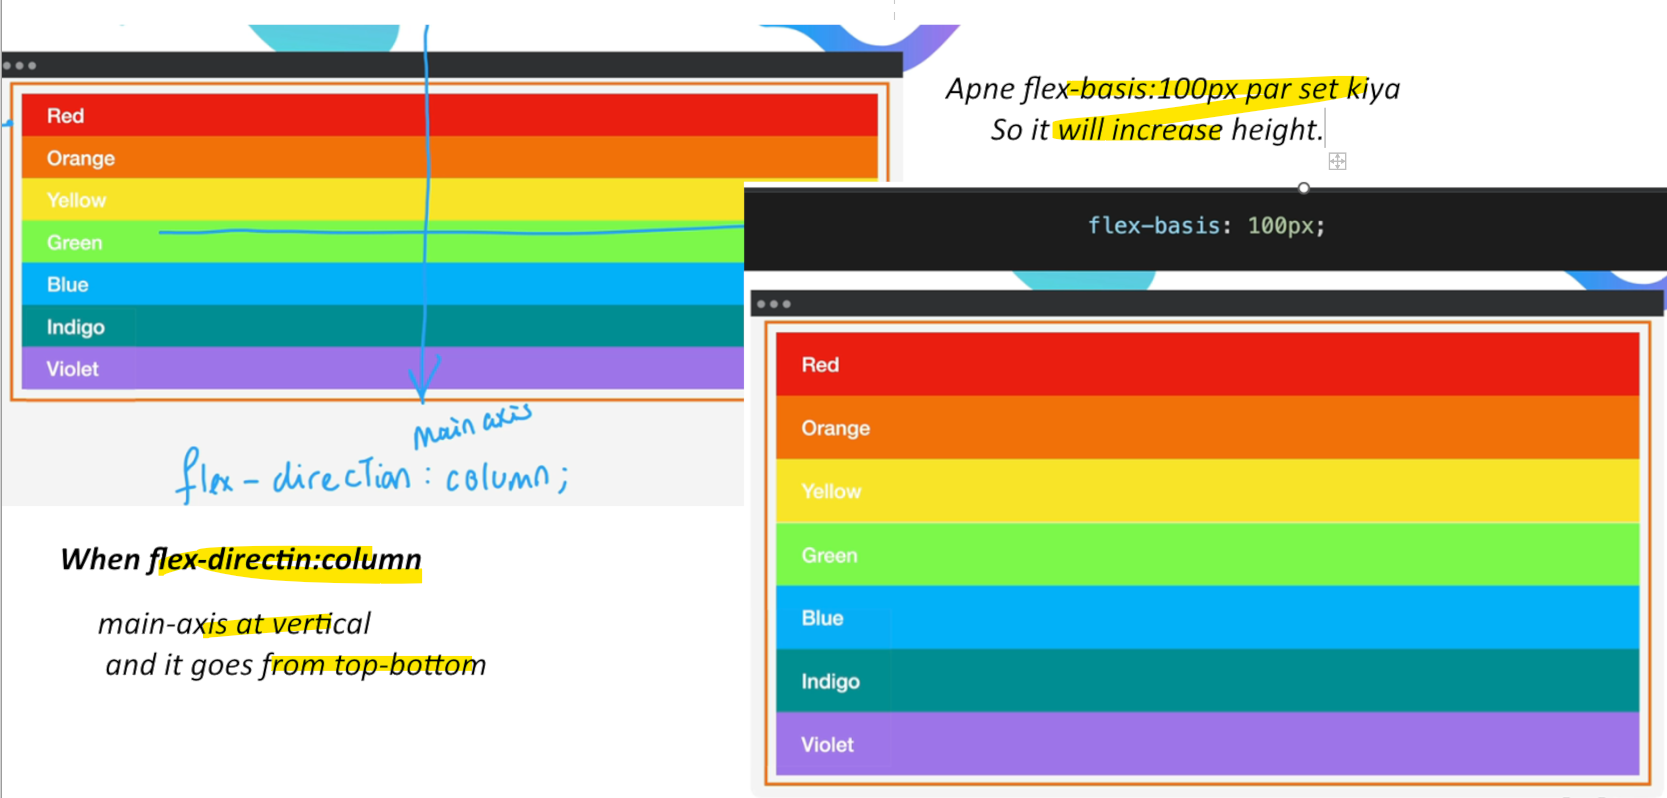 Red
Orange
Yellow
Green
Blue
Indigo
Violet
main axis
flex-direction: column;
When flex-directin:column
main-axis at vertical
and it goes from top-bottom
Apne flex-basis:100px par set kiya
So it will increase height.
flex-basis: 100px;
Red
Orange
Yellow
Green
Blue
Indigo
Violet